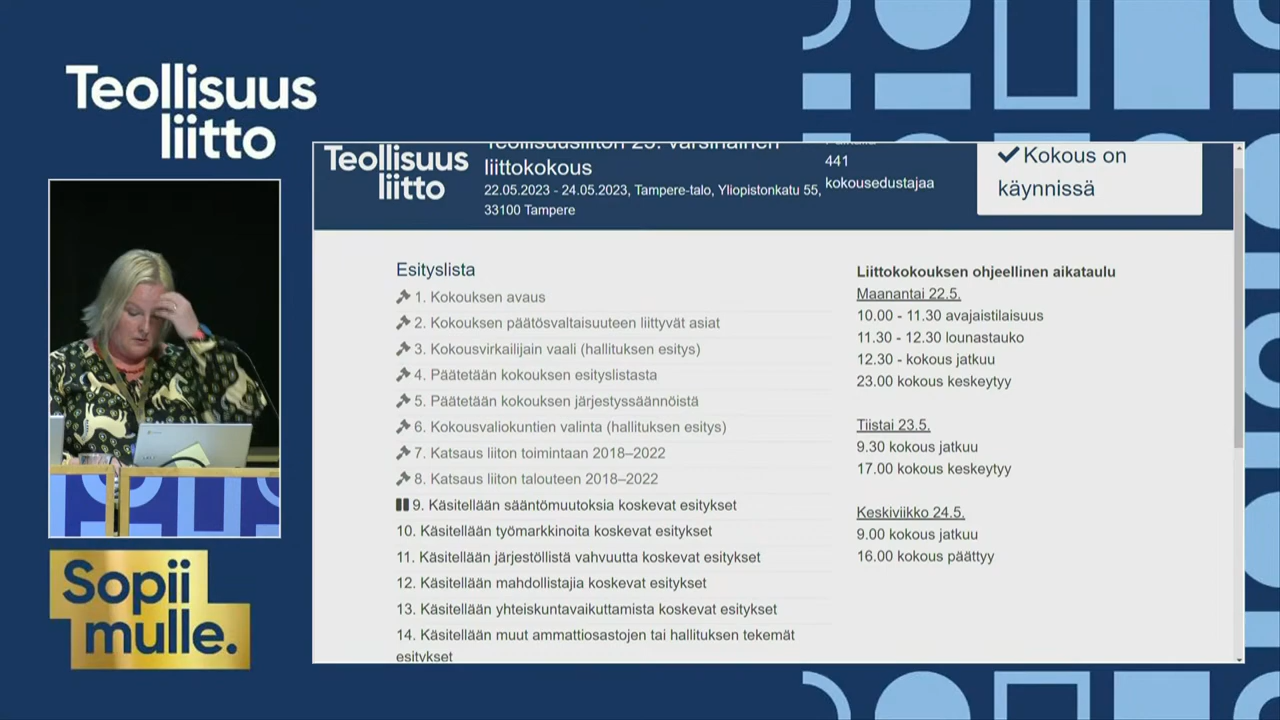 Teollisuus
liitto
Teollisuus
liitto
Teollisuusliiton 23. varsinainen
liittokokous
22.05.2023 - 24.05.2023, Tampere-talo, Yliopistonkatu 55,
33100 Tampere
441
kokousedustajaa
Kokous on
käynnissä
Esityslista
1. Kokouksen avaus
2. Kokouksen päätösvaltaisuuteen liittyvät asiat
3. Kokousvirkailijain vaali (hallituksen esitys)
4. Päätetään kokouksen esityslistasta
5. Päätetään kokouksen järjestyssäännöistä
6. Kokousvaliokuntien valinta (hallituksen esitys)
7. Katsaus liiton toimintaan 2018–2022
8. Katsaus liiton talouteen 2018–2022
9. Käsitellään sääntömuutoksia koskevat esitykset
10. Käsitellään työmarkkinoita koskevat esitykset
11. Käsitellään järjestöllistä vahvuutta koskevat esitykset
12. Käsitellään mahdollistajia koskevat esitykset
13. Käsitellään yhteiskuntavaikuttamista koskevat esitykset
14. Käsitellään muut ammattiosastojen tai hallituksen tekemät
esitykset
Liittokokouksen ohjeellinen aikataulu
Maanantai 22.5.
10.00 - 11.30 avajaistilaisuus
11.30 - 12.30 lounastauko
12.30 - kokous jatkuu
23.00 kokous keskeytyy
Tiistai 23.5.
9.30 kokous jatkuu
17.00 kokous keskeytyy
Keskiviikko 24.5.
9.00 kokous jatkuu
16.00 kokous päättyy
Sopii
mulle.